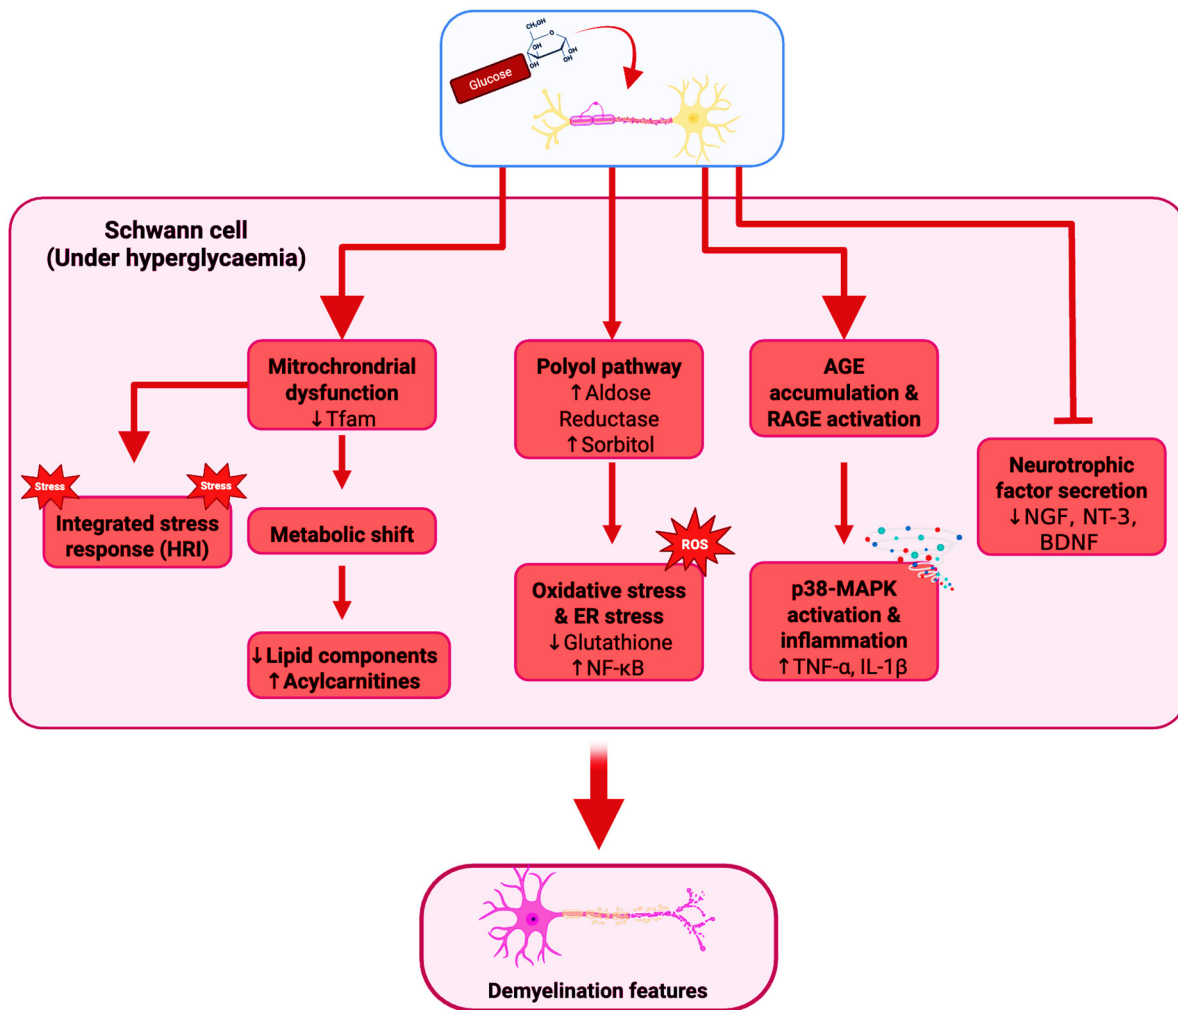 CH₂OH
O
OH
OH
OH
OH
Glucose
Schwann cell
(Under hyperglycaemia)
Mitrochrondrial
dysfunction
↓Tfam
Stress
Stress
Integrated stress
response (HRI)
Metabolic shift
↓Lipid components
↑Acylcarnitines
Polyol pathway
↑Aldose
Reductase
↑Sorbitol
ROS
Oxidative stress
& ER stress
↓Glutathione
↑NF-κB
AGE
accumulation &
RAGE activation
p38-MAPK
activation &
inflammation
↑TNF-α, IL-1β
Neurotrophic
factor secretion
↓NGF, NT-3,
BDNF
Demyelination features